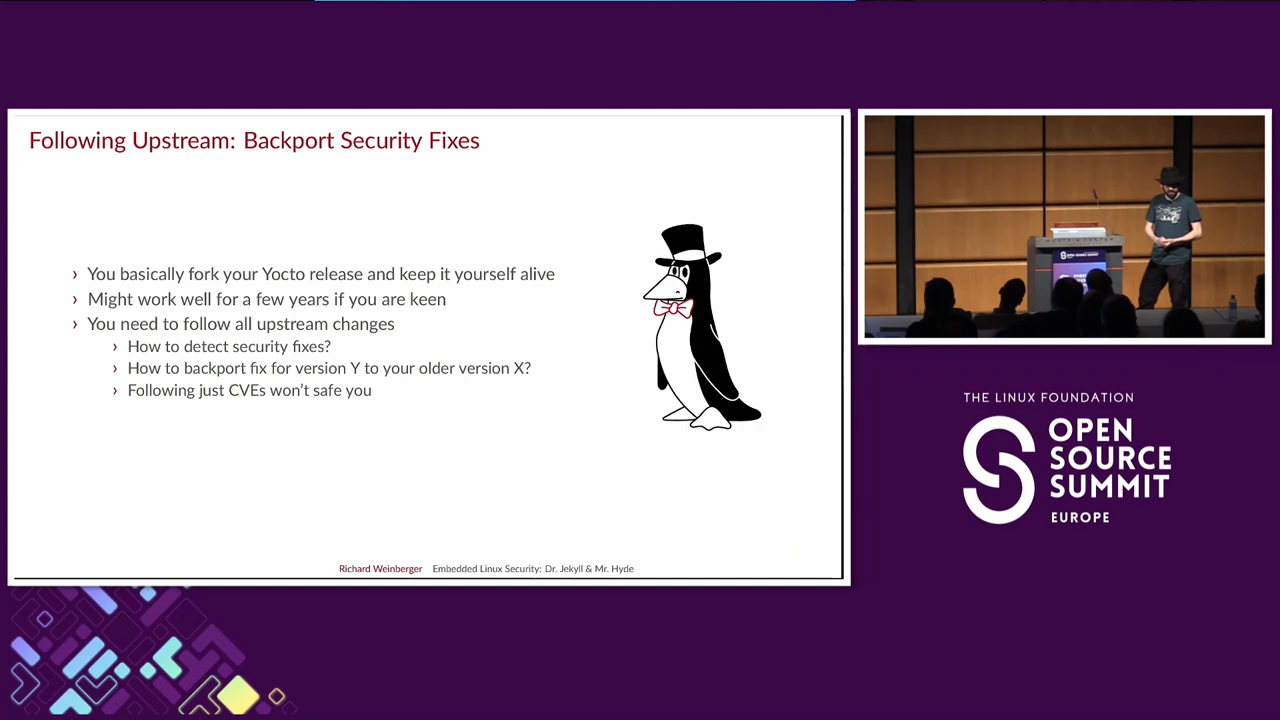 Following Upstream: Backport Security Fixes
› You basically fork your Yocto release and keep it yourself alive
› Might work well for a few years if you are keen
› You need to follow all upstream changes
› How to detect security fixes?
› How to backport fix for version Y to your older version X?
› Following just CVEs won't safe you
Richard Weinberger Embedded Linux Security: Dr. Jekyll & Mr. Hyde
OPEN
SOURCE SUMMIT
THE LINUX FOUNDATION
OPEN
SOURCE
SUMMIT
EUROPE